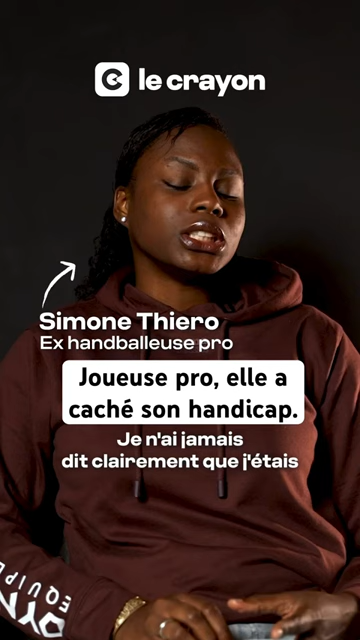 le crayon
Simone Thiero
Ex handballeuse pro
Joueuse pro, elle a
caché son handicap.
Je n'ai jamais
dit clairement que j'étais
EQUIPE